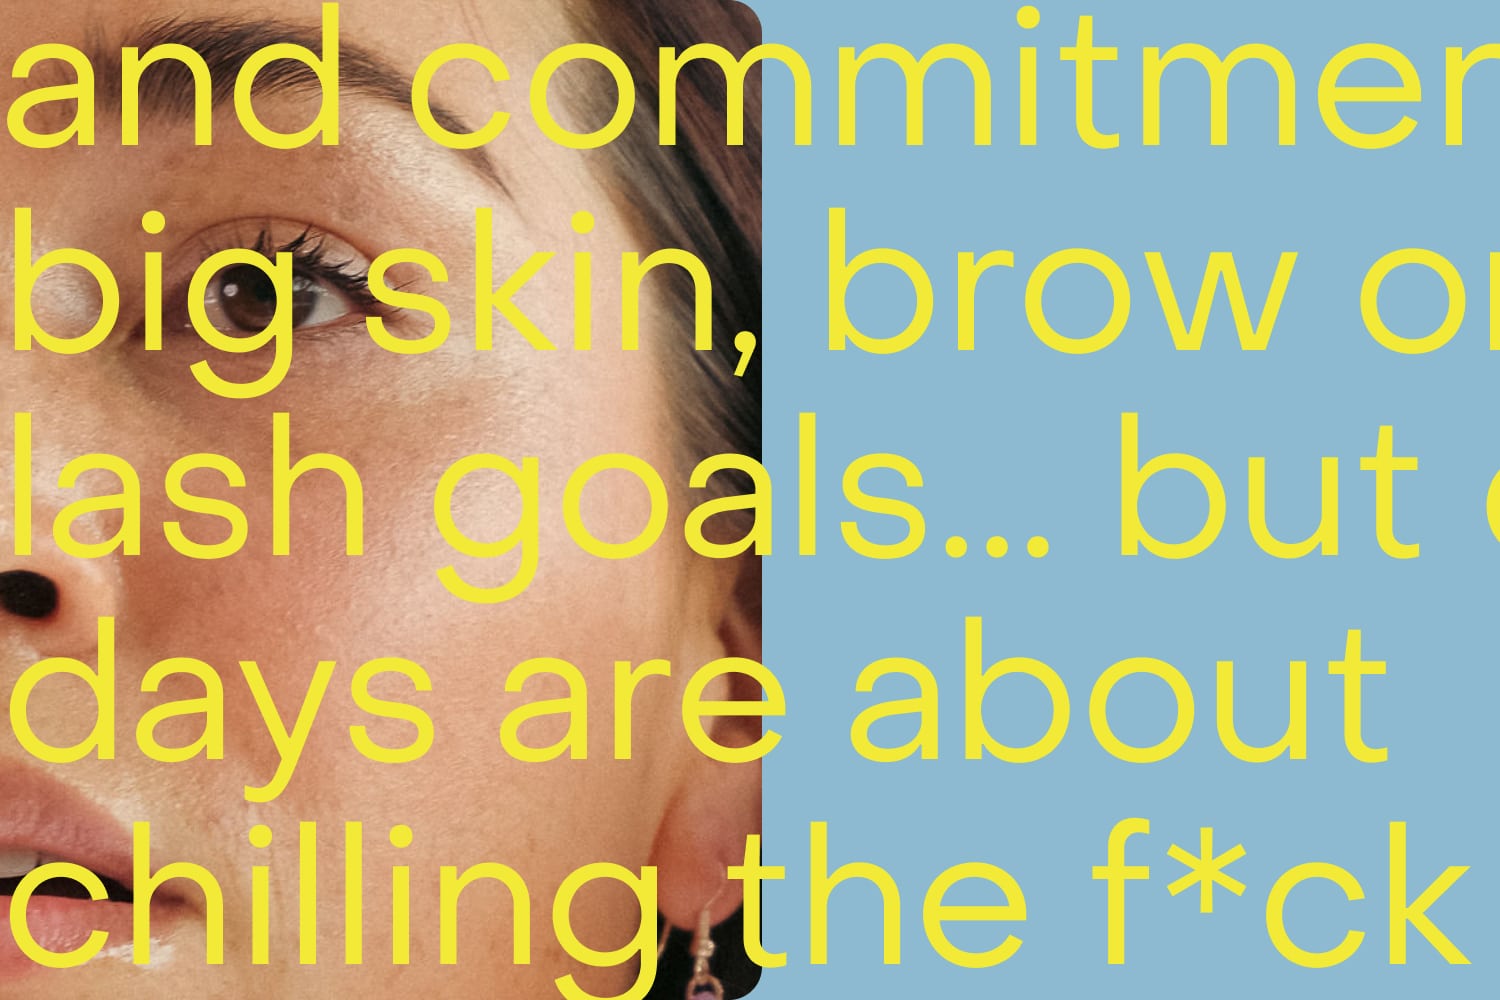 and commitmen
big skin, brow or
lash goals... but
days are about
chilling the f*ck